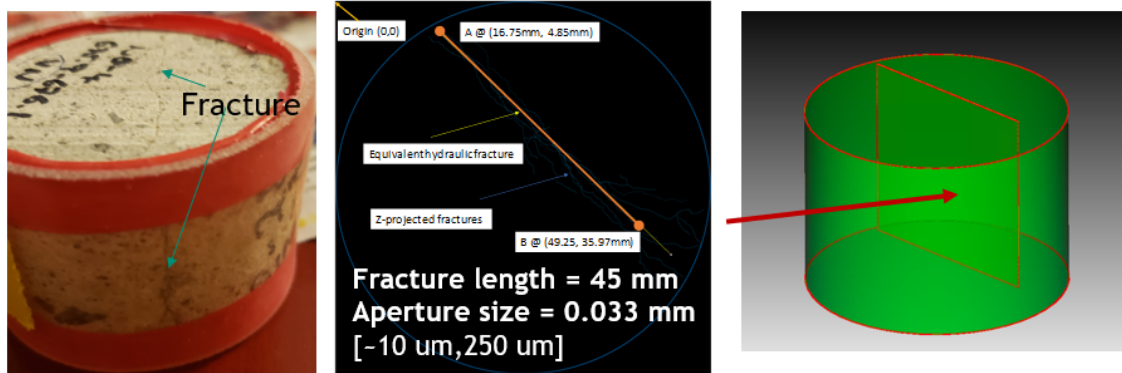 Fracture
Origin (0,0)
A @ (16.75mm, 4.85mm)
Equivalenthydraulicfracture
Z-projected fractures
B @ (49.25, 35.97mm)
Fracture length = 45 mm
Aperture size = 0.033 mm
[~10 um,250 um]